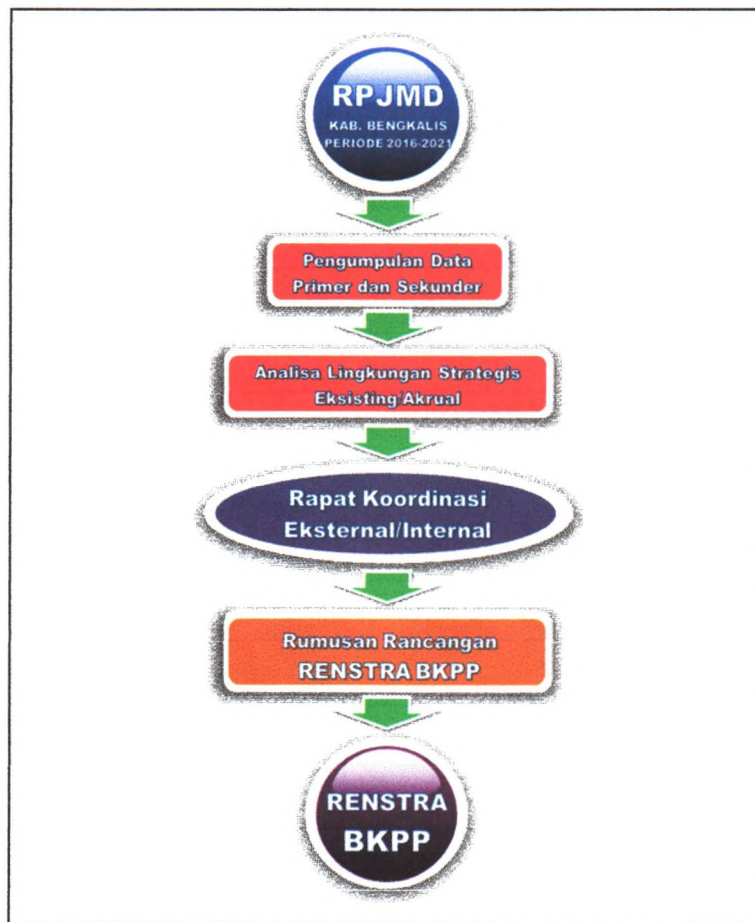 RPJMD
KAB. BENGKALIS
PERIODE 2016-2021
Pengumpulan Data
Primer dan Sekunder
Analisa Lingkungan Strategis
Eksisting/Akrual
Rapat Koordinasi
Eksternal/Internal
Rumusan Rancangan
RENSTRA BKPP
RENSTRA
BKPP